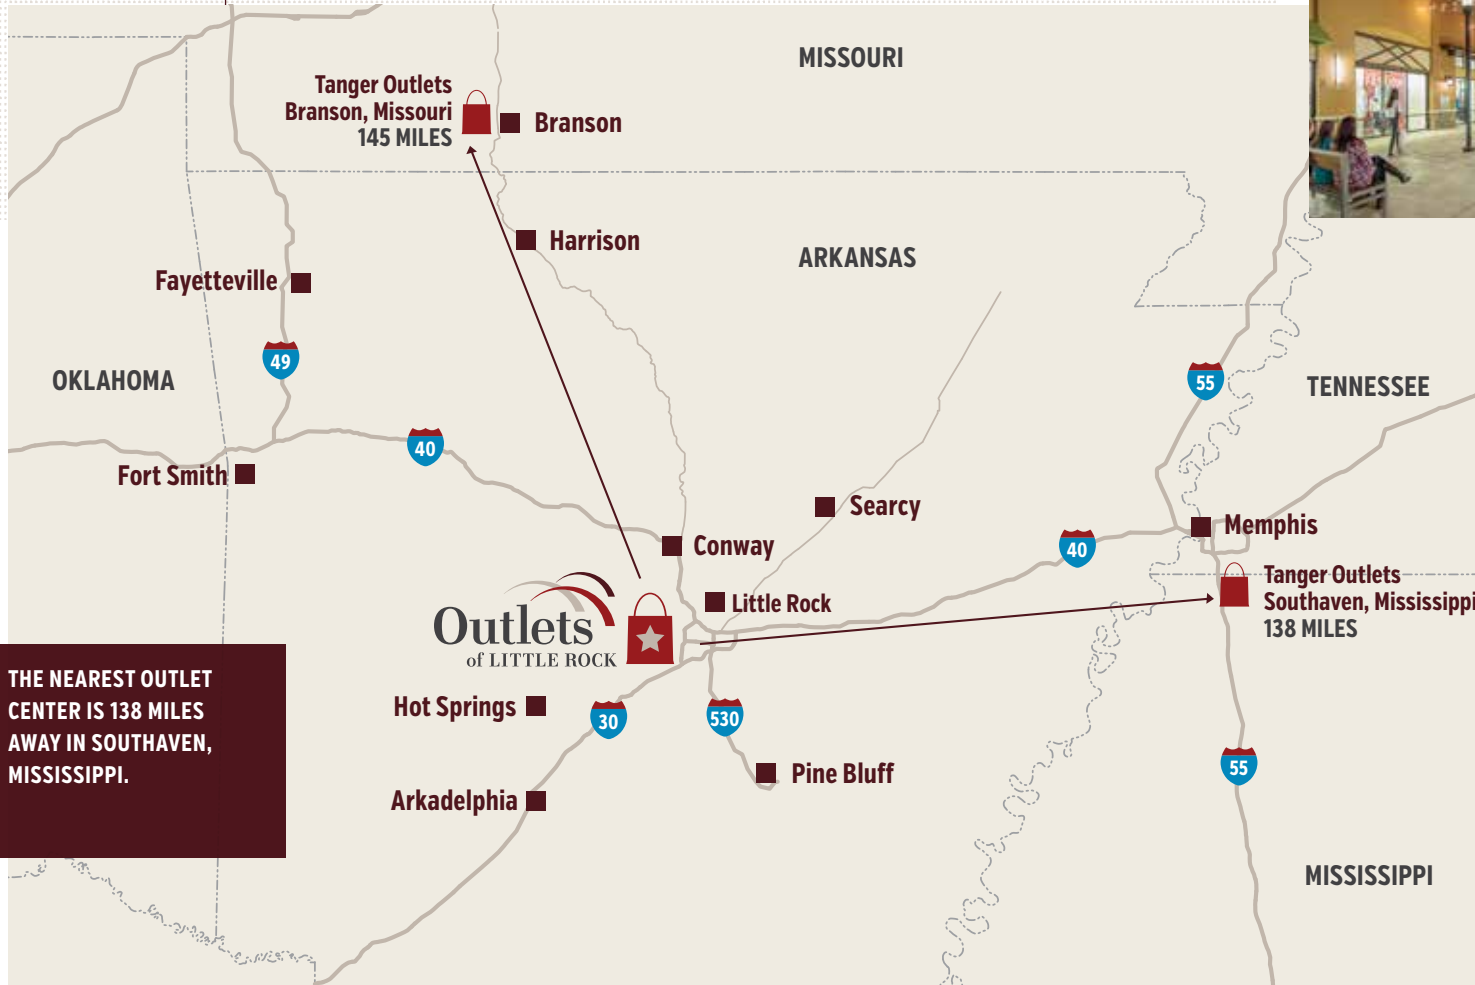 MISSOURI
Tanger Outlets
Branson, Missouri
145 MILES
Branson
Harrison
ARKANSAS
Fayetteville
49
OKLAHOMA
55
TENNESSEE
40
Fort Smith
Searcy
Memphis
Conway
40
Tanger Outlets
Southaven, Mississippi
138 MILES
Little Rock
Outlets
of LITTLE ROCK
THE NEAREST OUTLET
CENTER IS 138 MILES
AWAY IN SOUTHAVEN,
MISSISSIPPI.
Hot Springs
30
530
Pine Bluff
55
Arkadelphia
MISSISSIPPI